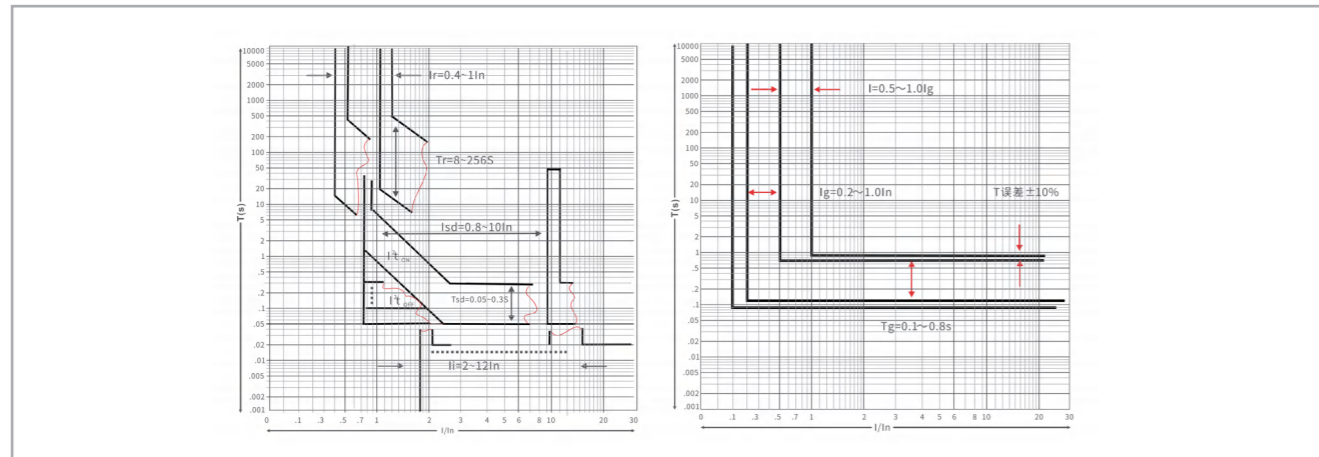 10000
5000
2000
1000
500
200
100
50
20
10
5
2
1
.5
.2
.1
.05
.02
.01
.005
.002
.001
T(s)
Ir=0.4~1In
Tr=8~256S
Isd=0.8~10In
I²t ON
I²t OFF
Tsd=0.05~0.3S
Ii=2~12In
0 .1 .3 .5 .7 1 2 3 4 5 6 8 10 20 30
I/In
10000
5000
2000
1000
500
200
100
50
20
10
5
2
1
.5
.2
.1
.05
.02
.01
.005
.002
.001
T(s)
I=0.5～1.0Ig
Ig=0.2～1.0In
T误差±10%
Tg=0.1～0.8s
0 .1 .3 .5 .7 1 2 3 4 5 6 8 10 20 30
I/In